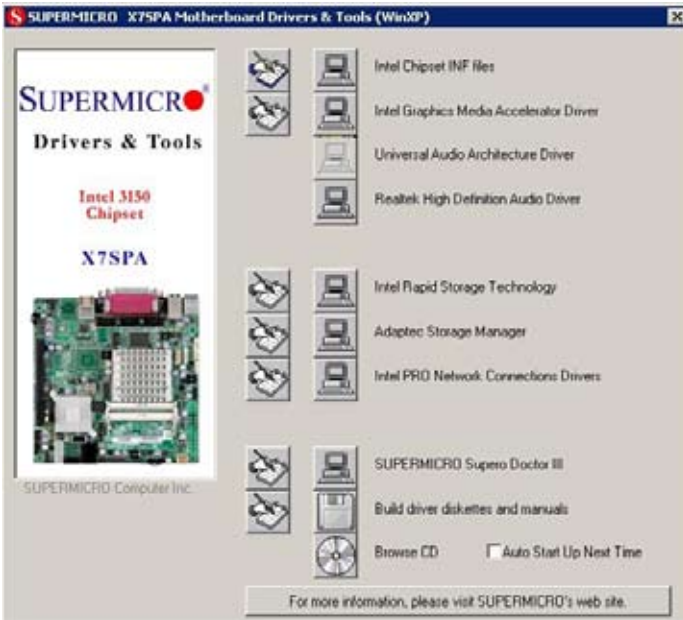 SUPERMICRO X7SPA Motherboard Drivers & Tools (WinXP)
SUPERMICRO
Drivers & Tools
Intel 3150
Chipset
X7SPA
SUPERMICRO Computer Inc.
Intel Chipset INF files
Intel Graphics Media Accelerator Driver
Universal Audio Architecture Driver
Realtek High Definition Audio Driver
Intel Rapid Storage Technology
Adaptec Storage Manager
Intel PRO Network Connections Drivers
SUPERMICRO Supero Doctor III
Build driver diskettes and manuals
Browse CD Auto Start Up Next Time
For more information, please visit SUPERMICRO's web site.